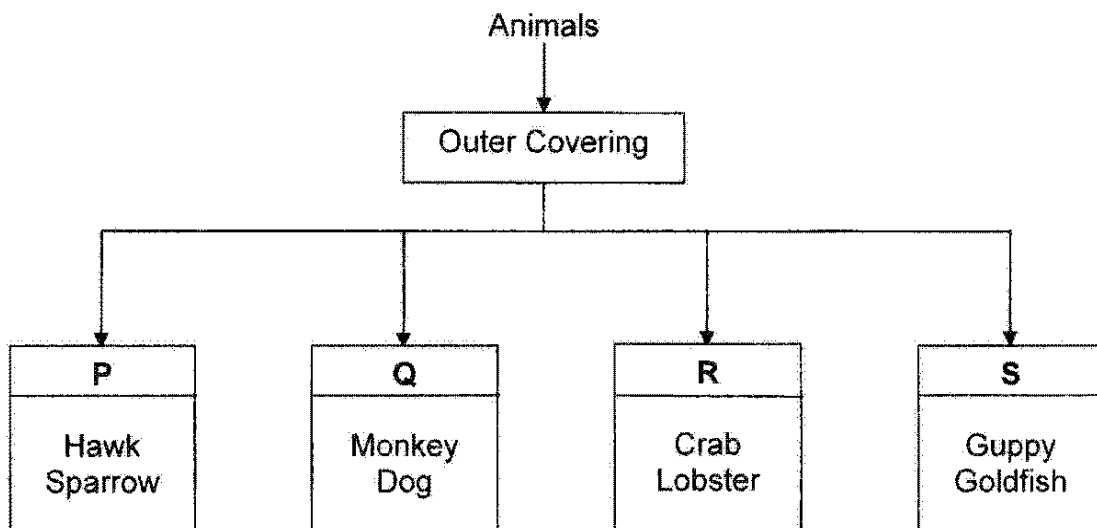 Animals
Outer Covering
P
Hawk
Sparrow
Q
Monkey
Dog
R
Crab
Lobster
S
Guppy
Goldfish